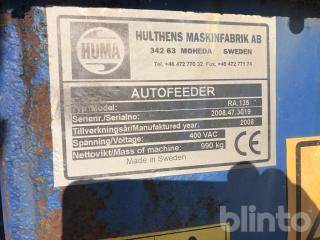 HUMA
HULTHENS MASKINFABRIK AB
342 63 MOHEDA SWEDEN
Tel. +46 472 770 32 Fax. +46 472 771 74
AUTOFEEDER
Typ/Model: RA.135
Serienr./Serialno: 2008.47.3019
Tillverkningsår/Manufactured year: 2008
Spänning/Voltage: 400 VAC
Nettovikt/Mass of machine: 990 kg
Made in Sweden
CE
blinto